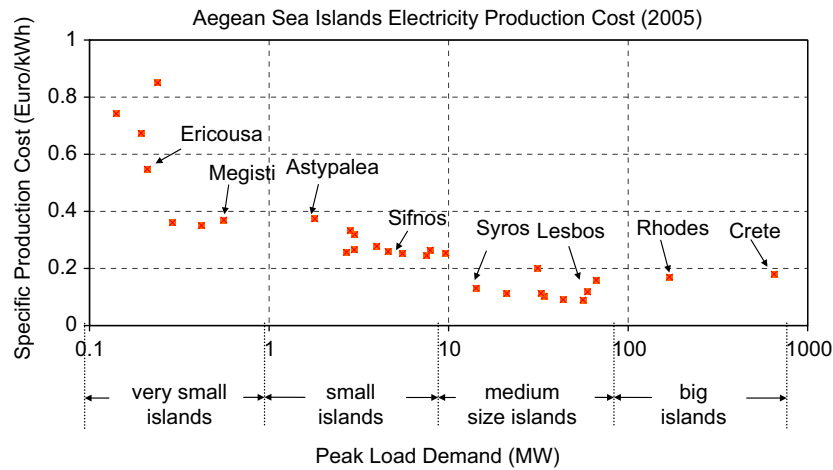 Aegean Sea Islands Electricity Production Cost (2005)
Specific Production Cost (Euro/kWh)
1
0.8
0.6
0.4
0.2
0
Ericousa
Megisti
Astypalea
Sifnos
Syros
Lesbos
Rhodes
Crete
0.1
1
10
100
1000
very small
islands
small
islands
medium
size islands
big
islands
Peak Load Demand (MW)